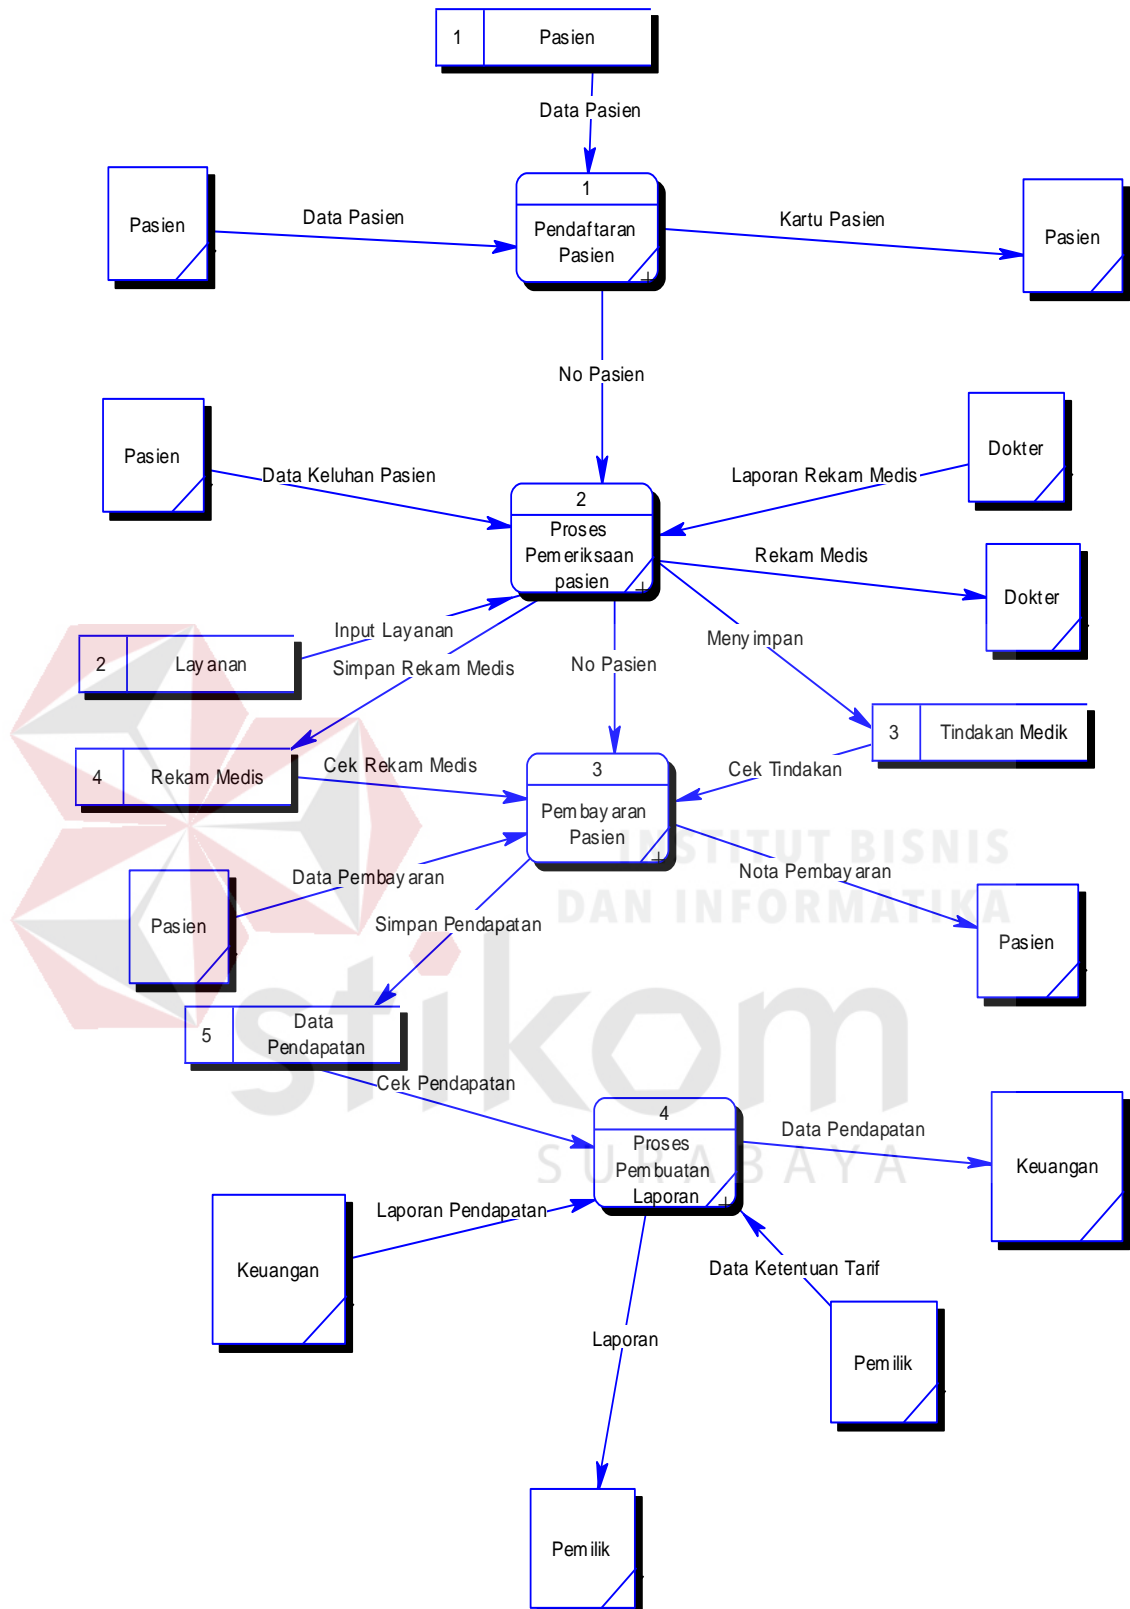 1
Pasien
Data Pasien
1
Pendaftaran
Pasien
Pasien
Data Pasien
Kartu Pasien
Pasien
No Pasien
Pasien
Data Keluhan Pasien
Dokter
Laporan Rekam Medis
2
Proses
Pemeriksaan
pasien
Rekam Medis
Dokter
Input Layanan
Menyimpan
2
Layanan
Simpan Rekam Medis
No Pasien
3
Tindakan Medik
4
Rekam Medis
Cek Rekam Medis
3
Pembayaran
Pasien
Cek Tindakan
INSTITUT BISNIS
DAN INFORMATIKA
Data Pembayaran
Nota Pembayaran
Pasien
Simpan Pendapatan
Pasien
stikom
SURABAYA
5
Data
Pendapatan
Cek Pendapatan
4
Proses
Pembuatan
Laporan
Data Pendapatan
Keuangan
Laporan Pendapatan
Keuangan
Data Ketentuan Tarif
Laporan
Pemilik
Pemilik